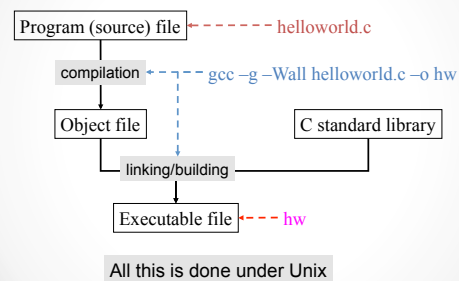 Program (source) file
helloworld.c
compilation
gcc –g –Wall helloworld.c –o hw
Object file
C standard library
linking/building
Executable file
hw
All this is done under Unix